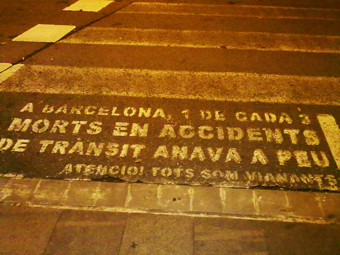 A BARCELONA, 1 DE CADA 3
MORTS EN ACCIDENTS
DE TRÀNSIT ANAVA A PEU
ATENCIÓ! TOTS SOM VIANANTS